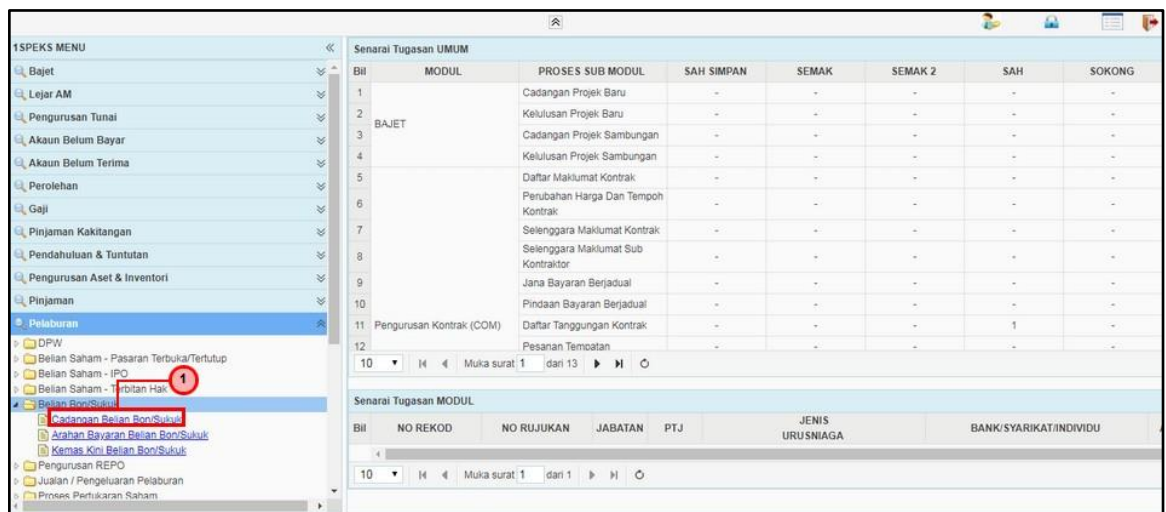 1SPEKS MENU
Bajet
Lejar AM
Pengurusan Tunai
Akaun Belum Bayar
Akaun Belum Terima
Perolehan
Gaji
Pinjaman Kakitangan
Pendahuluan & Tuntutan
Pengurusan Aset & Inventori
Pinjaman
Pelaburan
DPW
Belian Saham - Pasaran Terbuka/Tertutup
Belian Saham - IPO
Belian Saham - Terbitan Hak
1
Belian Bon/Sukuk
Cadangan Belian Bon/Sukuk
Arahan Bayaran Belian Bon/Sukuk
Kemas Kini Belian Bon/Sukuk
Pengurusan REPO
Jualan / Pengeluaran Pelaburan
Proses Pertukaran Saham
Senarai Tugasan UMUM
Bil MODUL PROSES SUB MODUL SAH SIMPAN SEMAK SEMAK 2 SAH SOKONG
1 Cadangan Projek Baru - - - - -
2 Kelulusan Projek Baru - - - - -
BAJET
3 Cadangan Projek Sambungan - - - - -
4 Kelulusan Projek Sambungan - - - - -
5 Daftar Maklumat Kontrak - - - - -
6 Perubahan Harga Dan Tempoh
Kontrak - - - - -
7 Selenggara Maklumat Kontrak - - - - -
8 Selenggara Maklumat Sub
Kontraktor - - - - -
9 Jana Bayaran Berjadual - - - - -
10 Pindaan Bayaran Berjadual - - - - -
11 Pengurusan Kontrak (COM) Daftar Tanggungan Kontrak - - - 1 -
12 Pesanan Tempatan - - - - -
10 Muka surat 1 dari 13
Senarai Tugasan MODUL
Bil NO REKOD NO RUJUKAN JABATAN PTJ JENIS
URUSNIAGA BANK/SYARIKAT/INDIVIDU
10 Muka surat 1 dari 1